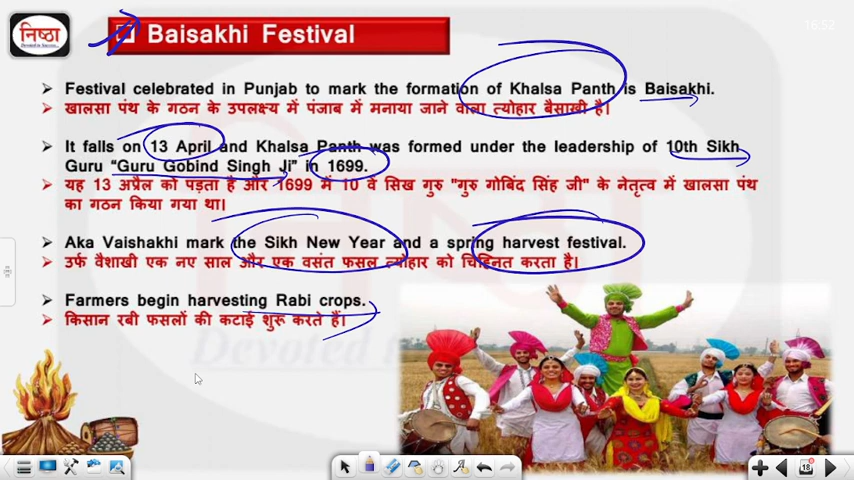 16:52
निष्ठा
Baisakhi Festival
Festival celebrated in Punjab to mark the formation of Khalsa Panth is Baisakhi.
खालसा पंथ के गठन के उपलक्ष्य में पंजाब में मनाया जाने वाला त्योहार बैसाखी है।
It falls on 13 April and Khalsa Panth was formed under the leadership of 10th Sikh
Guru "Guru Gobind Singh Ji" in 1699.
यह 13 अप्रैल को पड़ता है और 1699 में 10 वे सिख गुरु "गुरु गोबिंद सिंह जी" के नेतृत्व में खालसा पंथ
का गठन किया गया था।
Aka Vaishakhi mark the Sikh New Year and a spring harvest festival.
उर्फ वैशाखी एक नए साल और एक वसंत फसल त्योहार को चिह्नित करता है।
Farmers begin harvesting Rabi crops.
किसान रबी फसलों की कटाई शुरू करते हैं।
Devoted
18